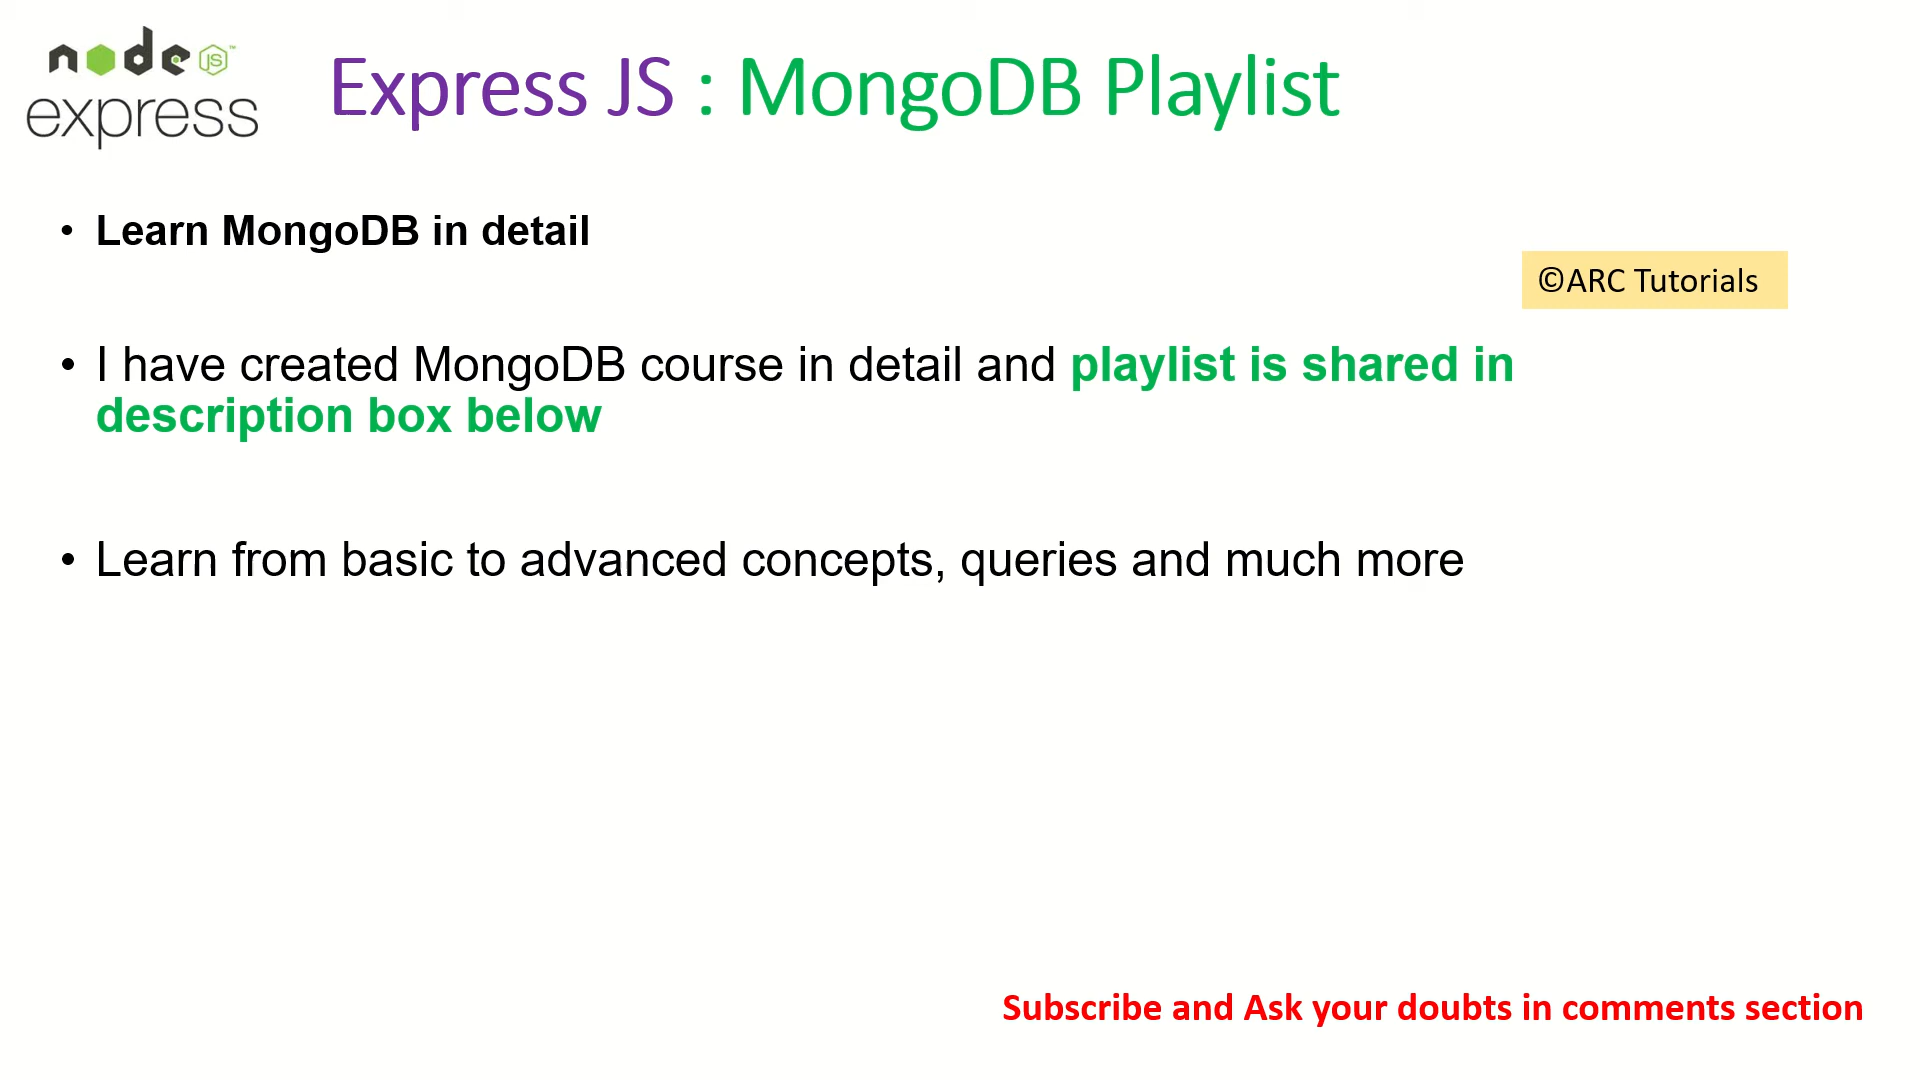 node JS™
express
Express JS : MongoDB Playlist
• Learn MongoDB in detail
©ARC Tutorials
• I have created MongoDB course in detail and playlist is shared in
description box below
• Learn from basic to advanced concepts, queries and much more
Subscribe and Ask your doubts in comments section